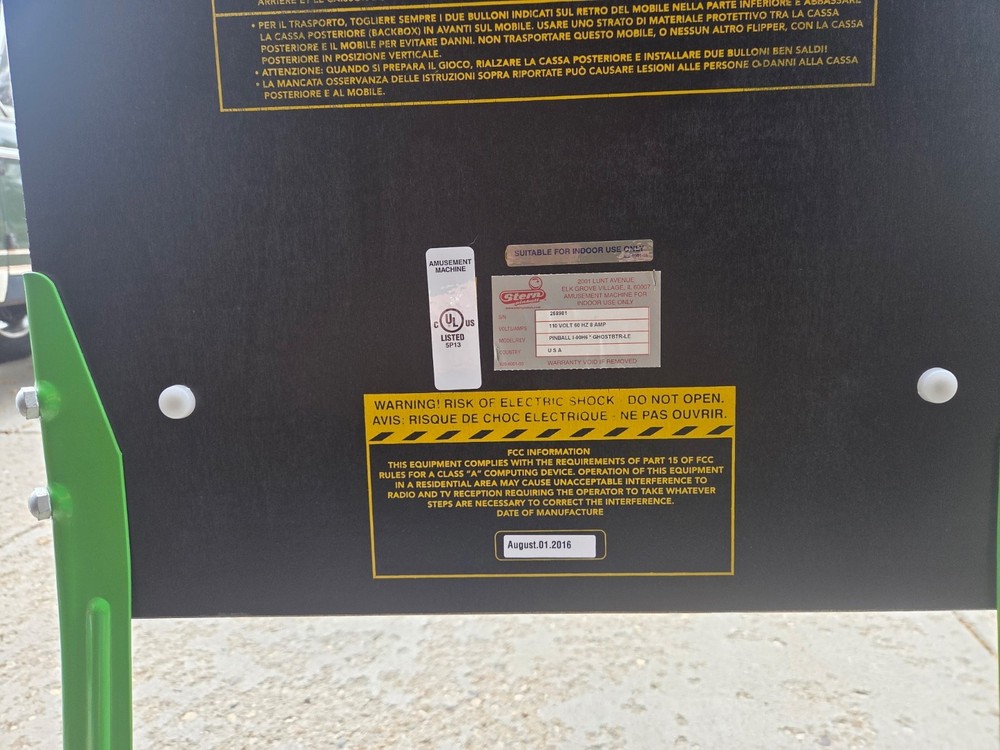 • PER IL TRASPORTO, TOGLIERE SEMPRE I DUE BULLONI INDICATI SUL RETRO DEL MOBILE NELLA PARTE INFERIORE E ABBASSARE
LA CASSA POSTERIORE (BACKBOX) IN AVANTI SUL MOBILE. USARE UNO STRATO DI MATERIALE PROTETTIVO TRA LA CASSA
POSTERIORE E IL MOBILE PER EVITARE DANNI. NON TRASPORTARE QUESTO MOBILE, O NESSUN ALTRO FLIPPER, CON LA CASSA
POSTERIORE IN POSIZIONE VERTICALE.
• ATTENZIONE: QUANDO SI PREPARA IL GIOCO, RIALZARE LA CASSA POSTERIORE E INSTALLARE DUE BULLONI BEN SALDI!
• LA MANCATA OSSERVANZA DELLE ISTRUZIONI SOPRA RIPORTATE PUÒ CAUSARE LESIONI ALLE PERSONE O DANNI ALLA CASSA
POSTERIORE E AL MOBILE.
AMUSEMENT
MACHINE
C UL US
LISTED
5P13
SUITABLE FOR INDOOR USE ONLY
Stern
2001 LUNT AVENUE
ELK GROVE VILLAGE, IL 60007
AMUSEMENT MACHINE FOR
INDOOR USE ONLY
S/N
110 VOLT 60 HZ 8 AMP
GHOSTBTR-LE
COUNTRY U S A
WARRANTY VOID IF REMOVED
WARNING! RISK OF ELECTRIC SHOCK - DO NOT OPEN.
AVIS: RISQUE DE CHOC ELECTRIQUE - NE PAS OUVRIR.
FCC INFORMATION
THIS EQUIPMENT COMPLIES WITH THE REQUIREMENTS OF PART 15 OF FCC
RULES FOR A CLASS "A" COMPUTING DEVICE. OPERATION OF THIS EQUIPMENT
IN A RESIDENTIAL AREA MAY CAUSE UNACCEPTABLE INTERFERENCE TO
RADIO AND TV RECEPTION REQUIRING THE OPERATOR TO TAKE WHATEVER
STEPS ARE NECESSARY TO CORRECT THE INTERFERENCE.
DATE OF MANUFACTURE
August.01.2016